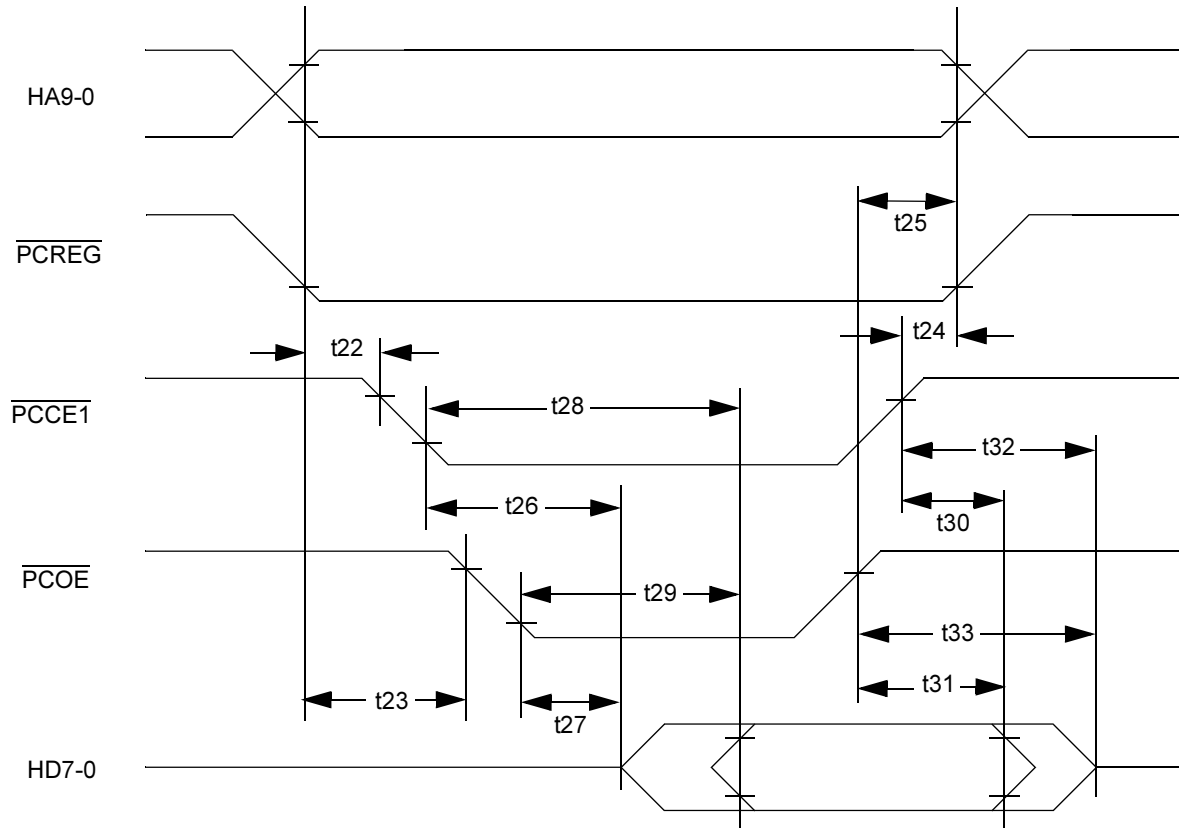 HA9-0
t25
PCREG
t24
t22
PCCE1
t28
t32
t26
t30
PCOE
t29
t33
t31
t23
t27
HD7-0